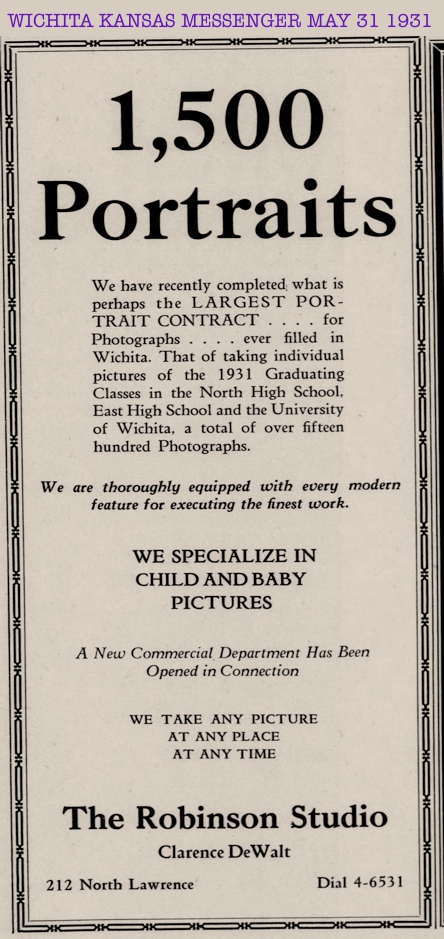 WICHITA KANSAS MESSENGER MAY 31 1931
1,500
Portraits
We have recently completed what is
perhaps the LARGEST POR-
TRAIT CONTRACT . . . . for
Photographs . . . . ever filled in
Wichita. That of taking individual
pictures of the 1931 Graduating
Classes in the North High School,
East High School and the University
of Wichita, a total of over fifteen
hundred Photographs.
We are thoroughly equipped with every modern
feature for executing the finest work.
WE SPECIALIZE IN
CHILD AND BABY
PICTURES
A New Commercial Department Has Been
Opened in Connection
WE TAKE ANY PICTURE
AT ANY PLACE
AT ANY TIME
The Robinson Studio
Clarence DeWalt
212 North Lawrence Dial 4-6531